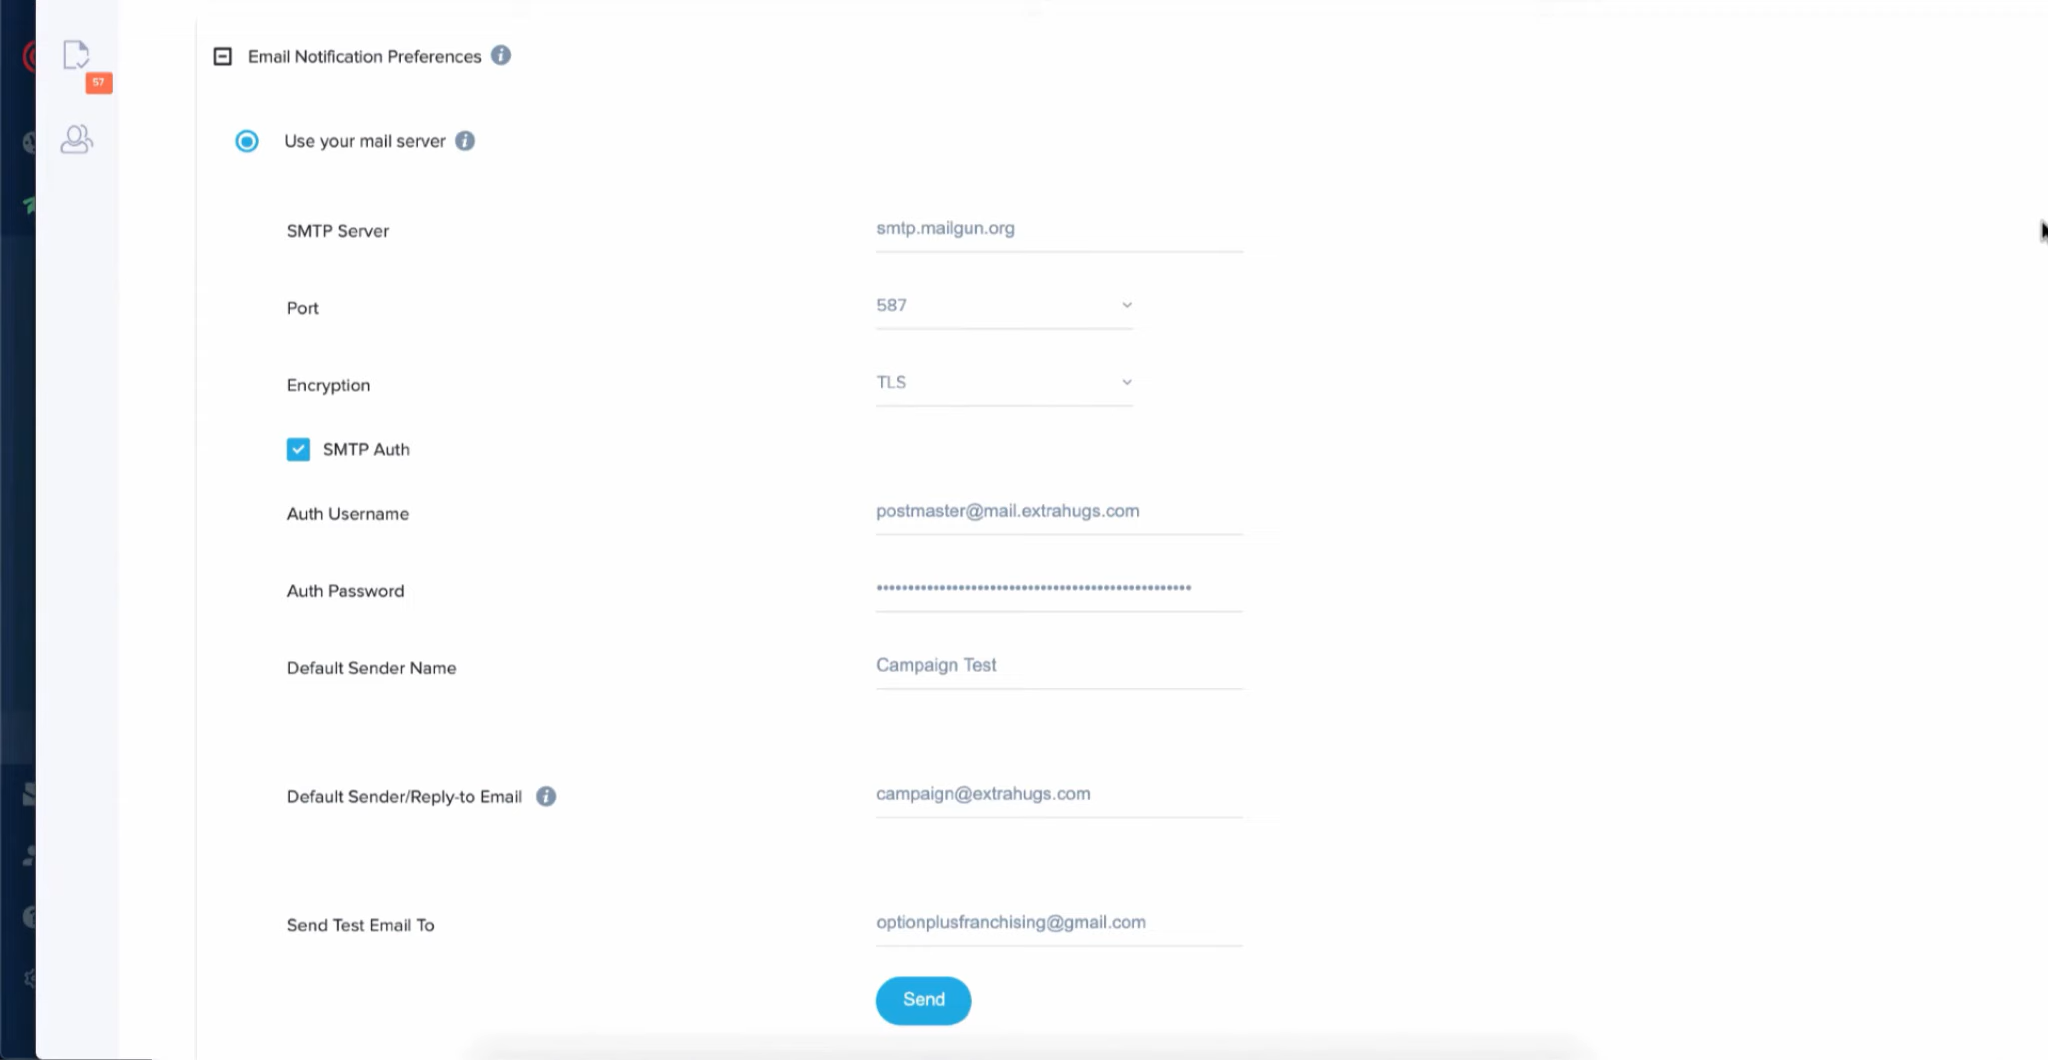 Email Notification Preferences
57
Use your mail server
SMTP Server
smtp.mailgun.org
Port
587
Encryption
TLS
SMTP Auth
Auth Username
postmaster@mail.extrahugs.com
Auth Password
Default Sender Name
Campaign Test
Default Sender/Reply-to Email
campaign@extrahugs.com
Send Test Email To
optionplusfranchising@gmail.com
Send